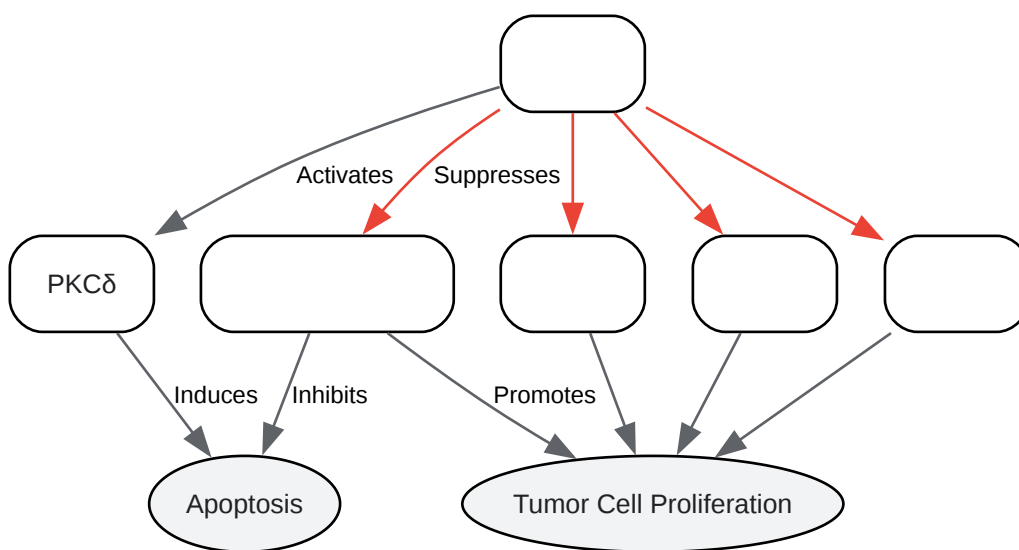 Activates
Suppresses
PKCδ
Induces
Inhibits
Promotes
Apoptosis
Tumor Cell Proliferation